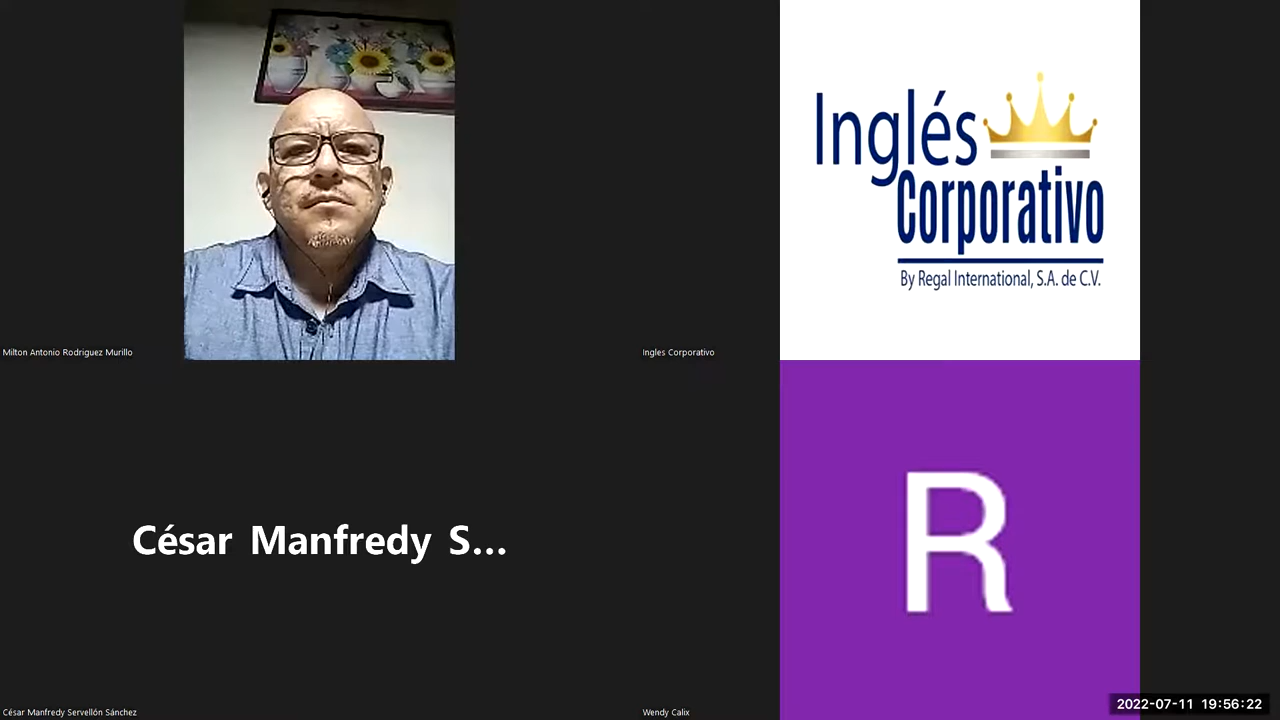 Inglés
Corporativo
By Regal International, S.A. de C.V.
Milton Antonio Rodriguez Murillo
Ingles Corporativo
César Manfredy S...
R
César Manfredy Servellón Sánchez
Wendy Calix
2022-07-11 19:56:22